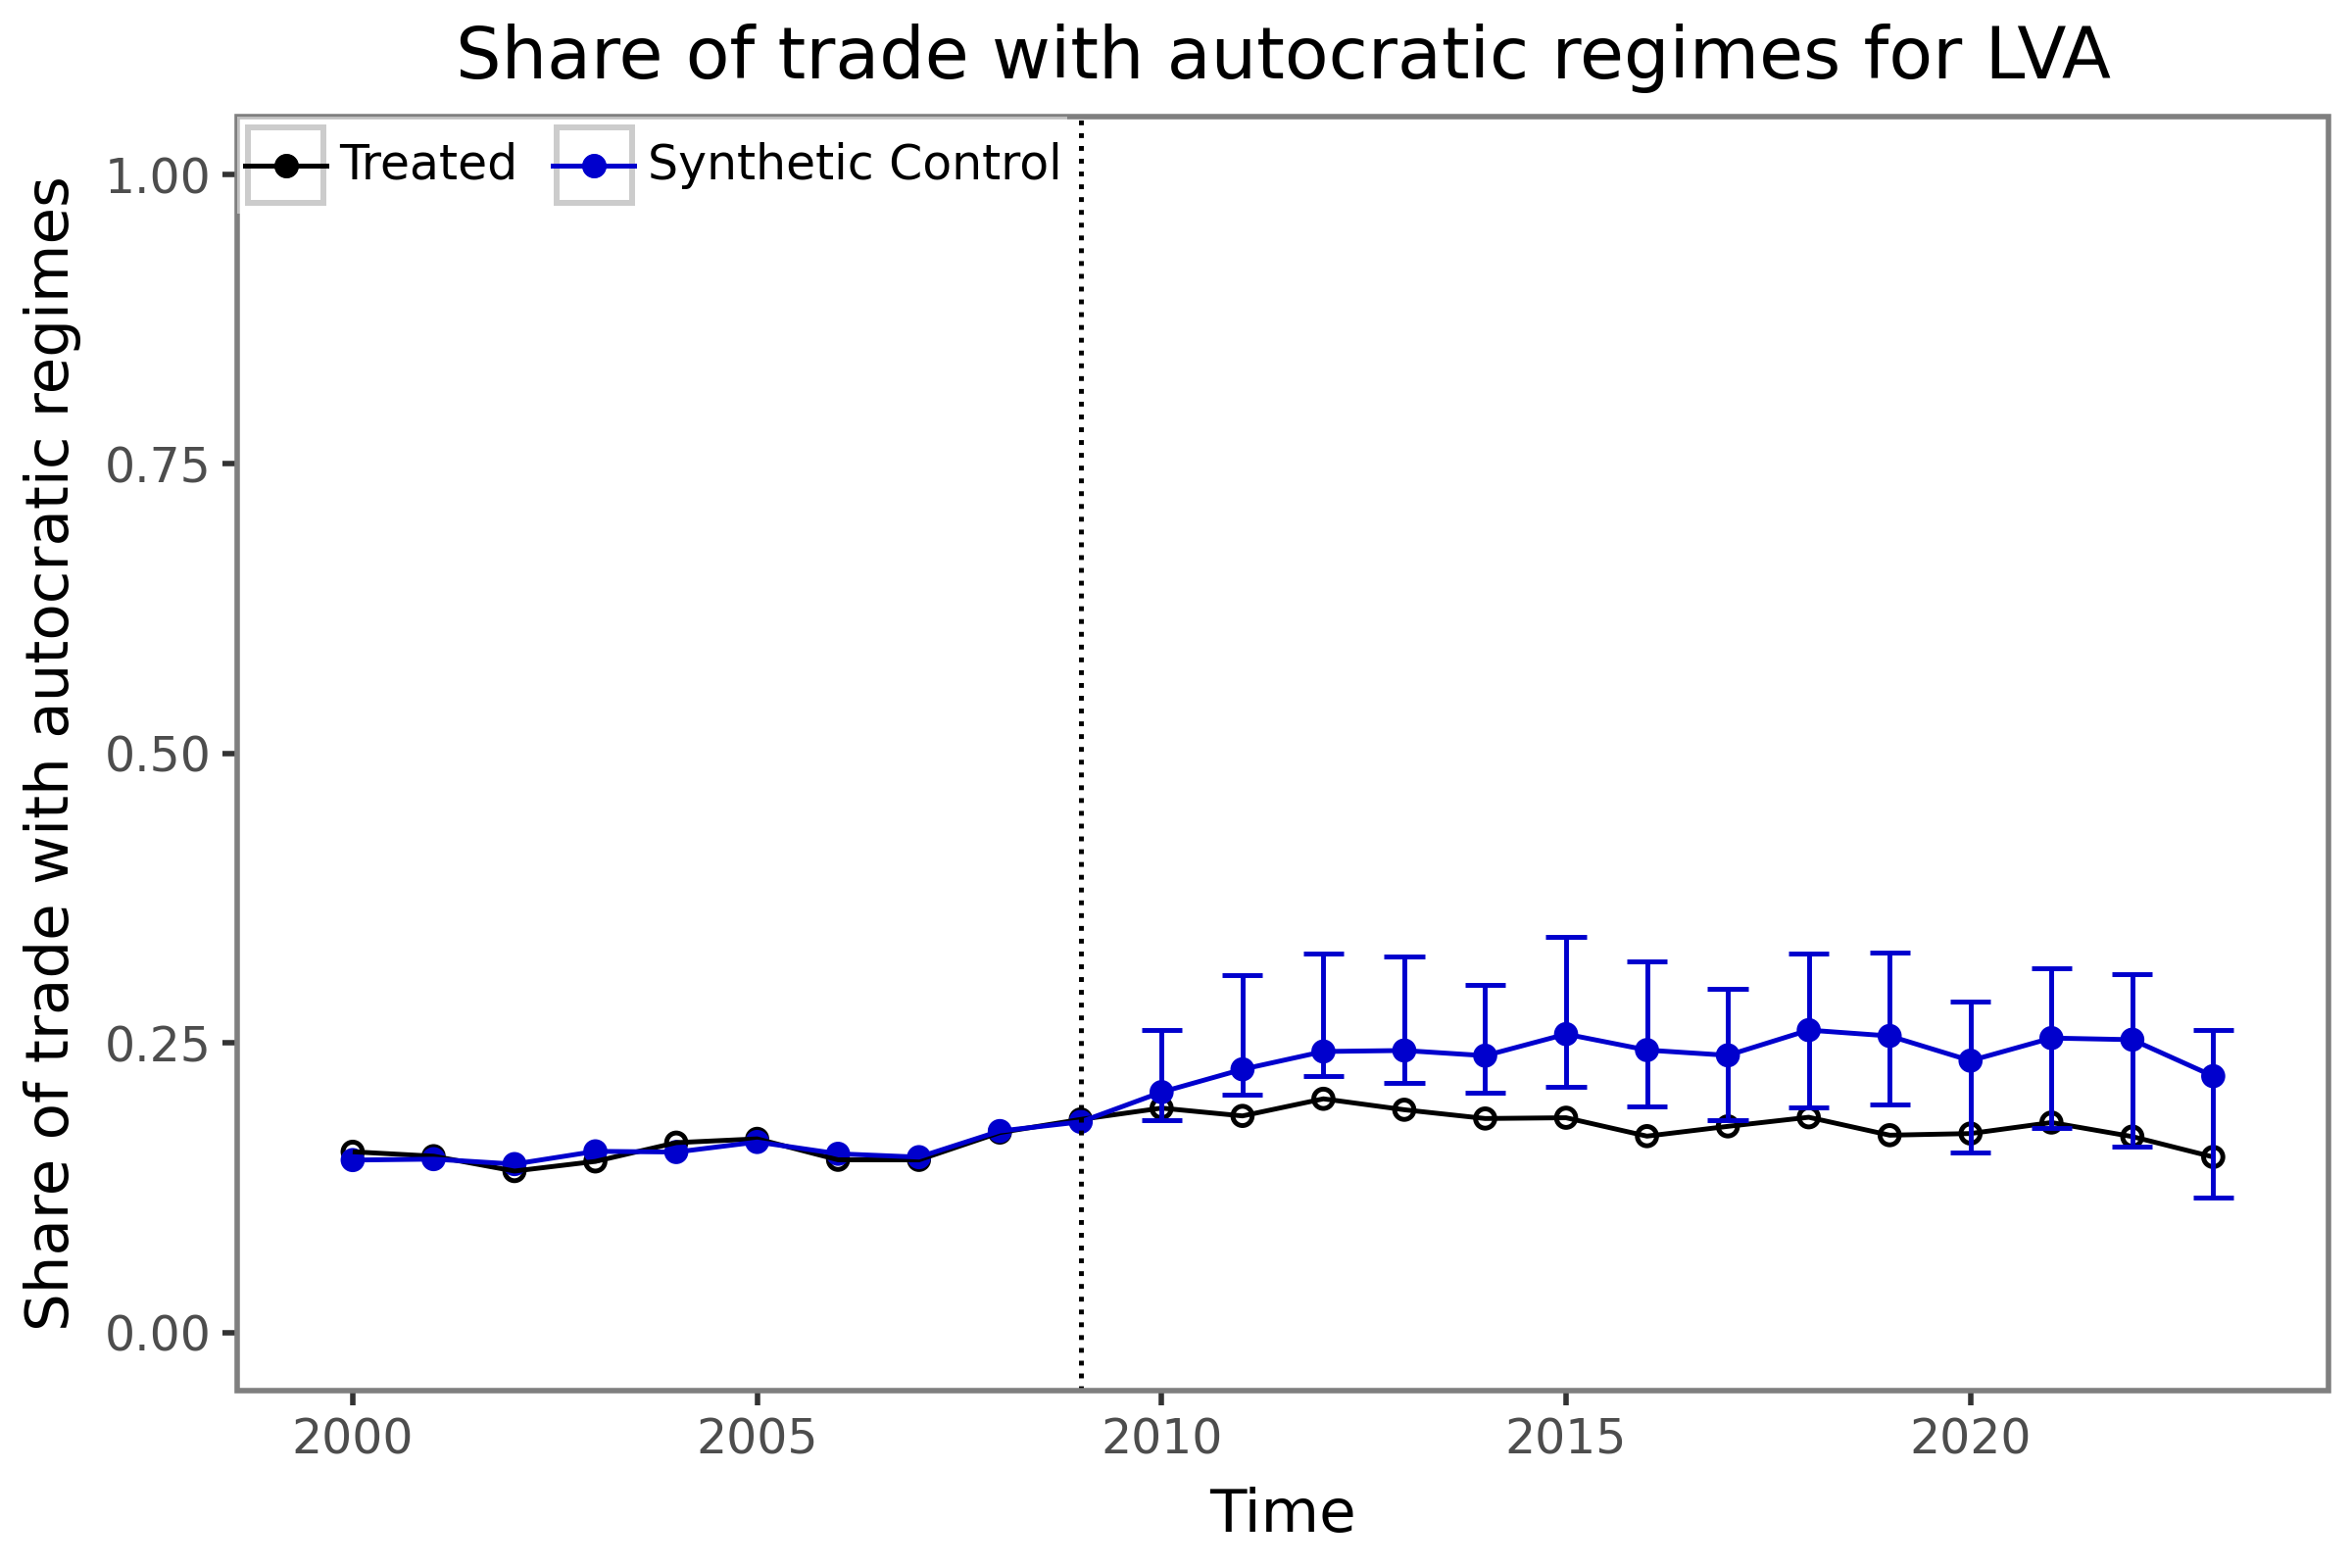 Share of trade with autocratic regimes for LVA
Treated
Synthetic Control
Share of trade with autocratic regimes
1.00
0.75
0.50
0.25
0.00
2000
2005
2010
2015
2020
Time